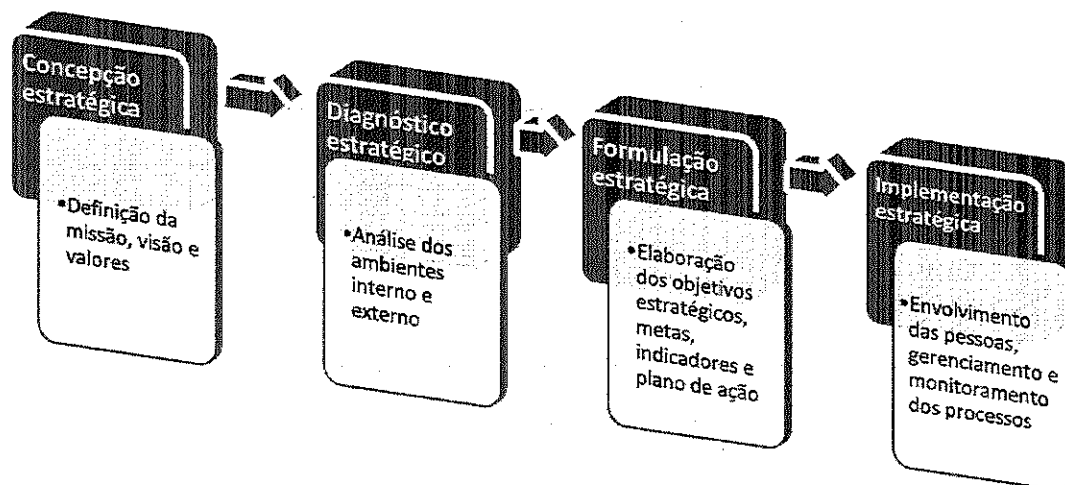 Concepção
estratégica
•Definição da
missão, visão e
valores
Diagnóstico
estratégico
•Análise dos
ambientes
interno e
externo
Formulação
estratégica
•Elaboração
dos objetivos
estratégicos,
metas,
indicadores e
plano de ação
Implementação
estratégica
•Envolvimento
das pessoas,
gerenciamento e
monitoramento
dos processos